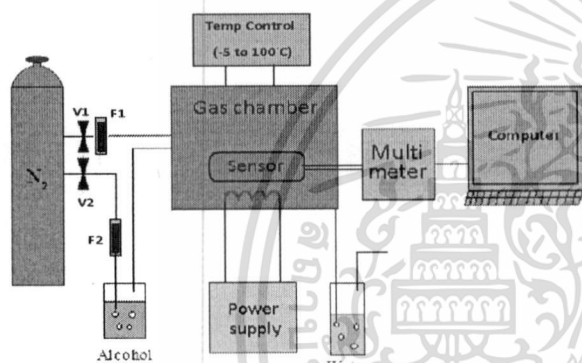 Temp Control
(-5 to 100°C)
V1
F1
Gas chamber
N2
V2
Sensor
Multi
meter
Computer
F2
Power
supply
Alcohol